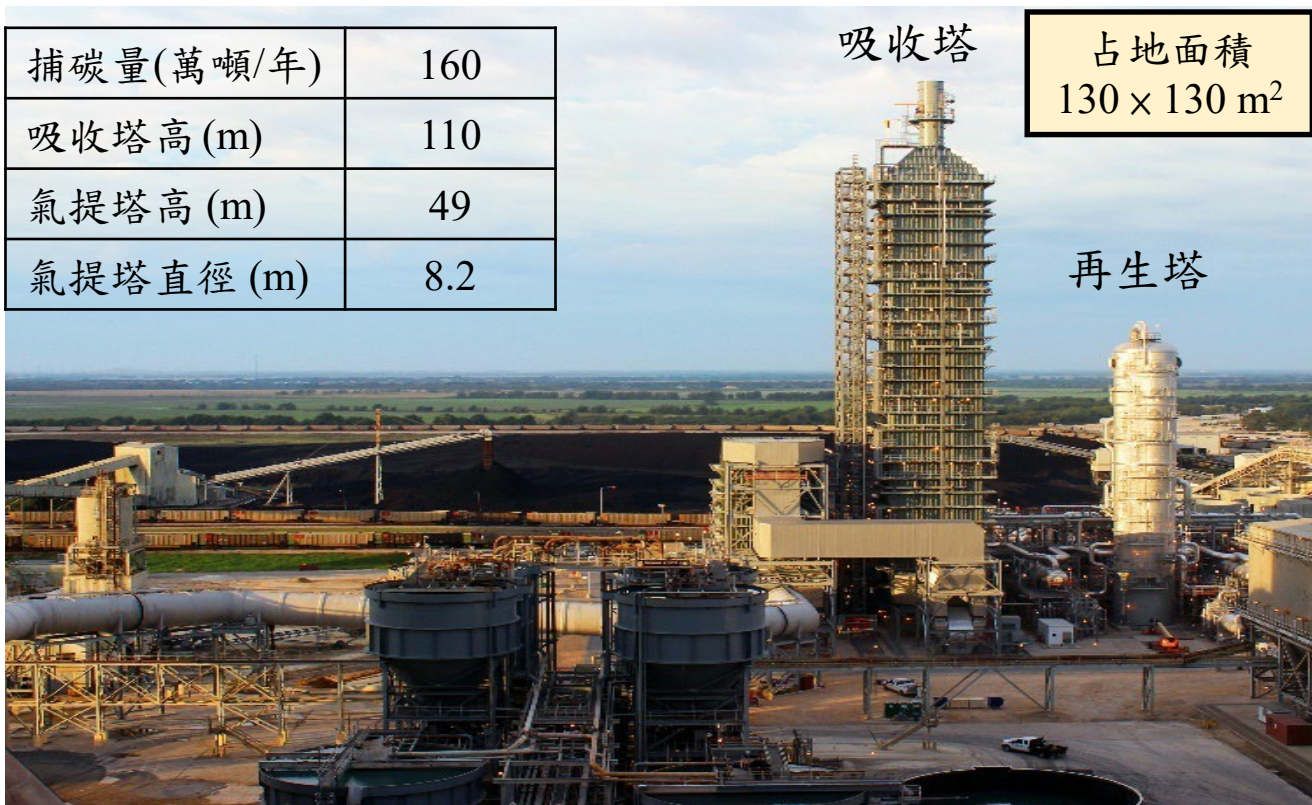 捕碳量(萬噸/年) 160
吸收塔高 (m) 110
氣提塔高 (m) 49
氣提塔直徑 (m) 8.2
吸收塔
占地面積
130 × 130 m²
再生塔